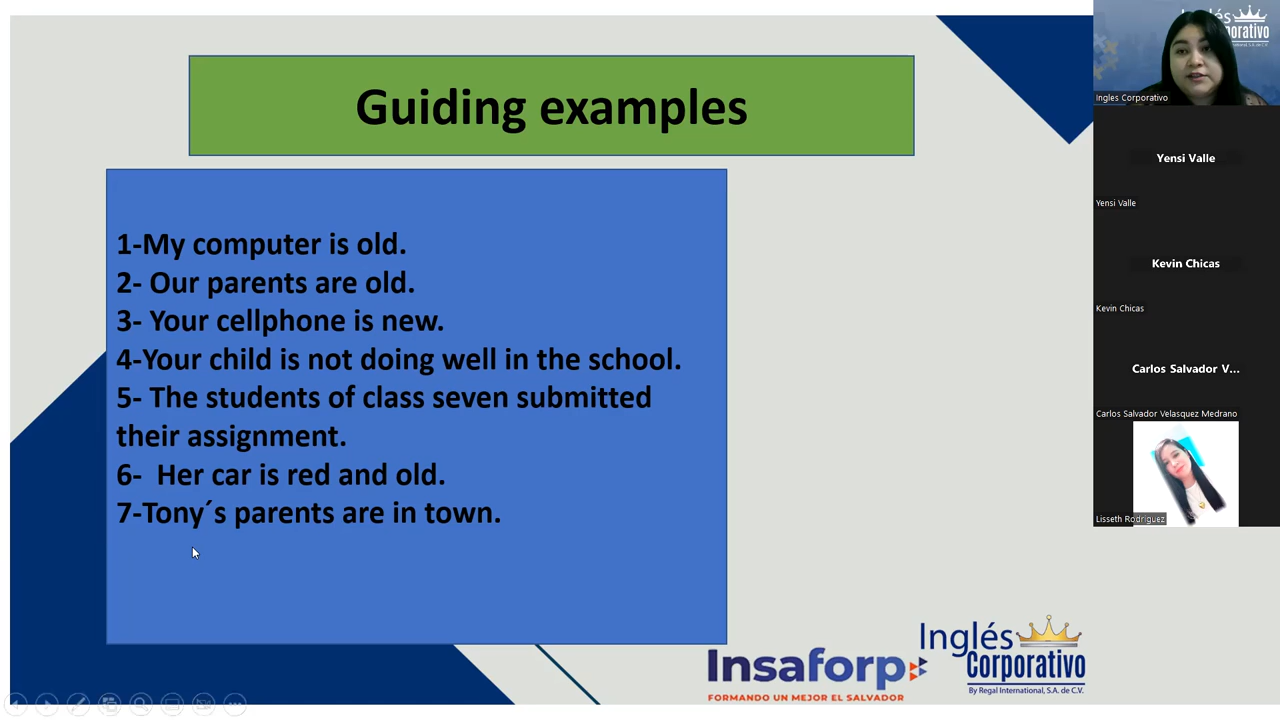 Guiding examples
1-My computer is old.
2- Our parents are old.
3- Your cellphone is new.
4-Your child is not doing well in the school.
5- The students of class seven submitted
their assignment.
6-  Her car is red and old.
7-Tony´s parents are in town.
Insaforp
FORMANDO UN MEJOR EL SALVADOR
Inglés
Corporativo
By Regal International, S.A. de C.V.
Ingles Corporativo
Yensi Valle
Yensi Valle
Kevin Chicas
Kevin Chicas
Carlos Salvador V...
Carlos Salvador Velasquez Medrano
Lisseth Rodriguez